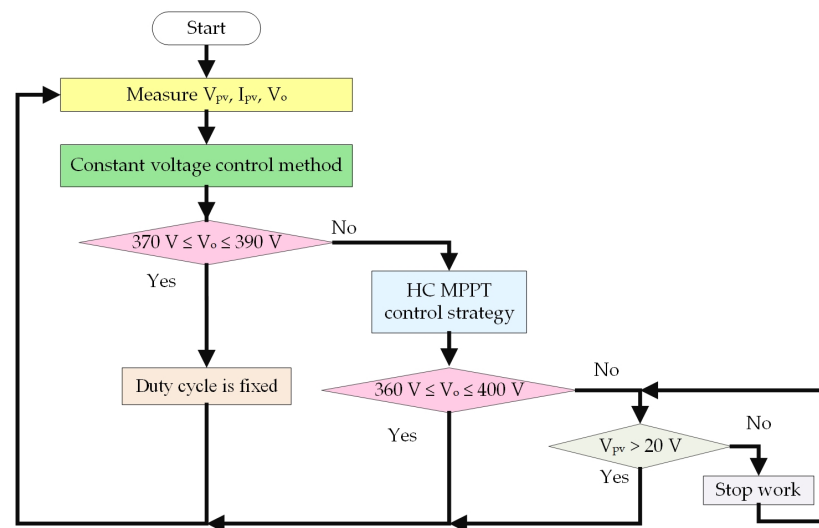 Start
Measure Vpv, Ipv, Vo
Constant voltage control method
370 V ≤ Vo ≤ 390 V
No
Yes
HC MPPT
control strategy
Duty cycle is fixed
360 V ≤ Vo ≤ 400 V
No
Yes
Vpv > 20 V
No
Yes
Stop work